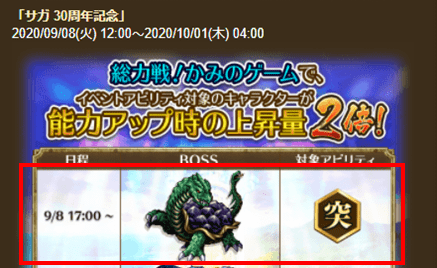 「サガ 30周年記念」
2020/09/08(火) 12:00～2020/10/01(木) 04:00
総力戦!かみのゲームで、
イベントアビリティ対象のキャラクターが
能力アップ時の上昇量2倍!
日程 BOSS 対象アビリティ
9/8 17:00 ~ 突